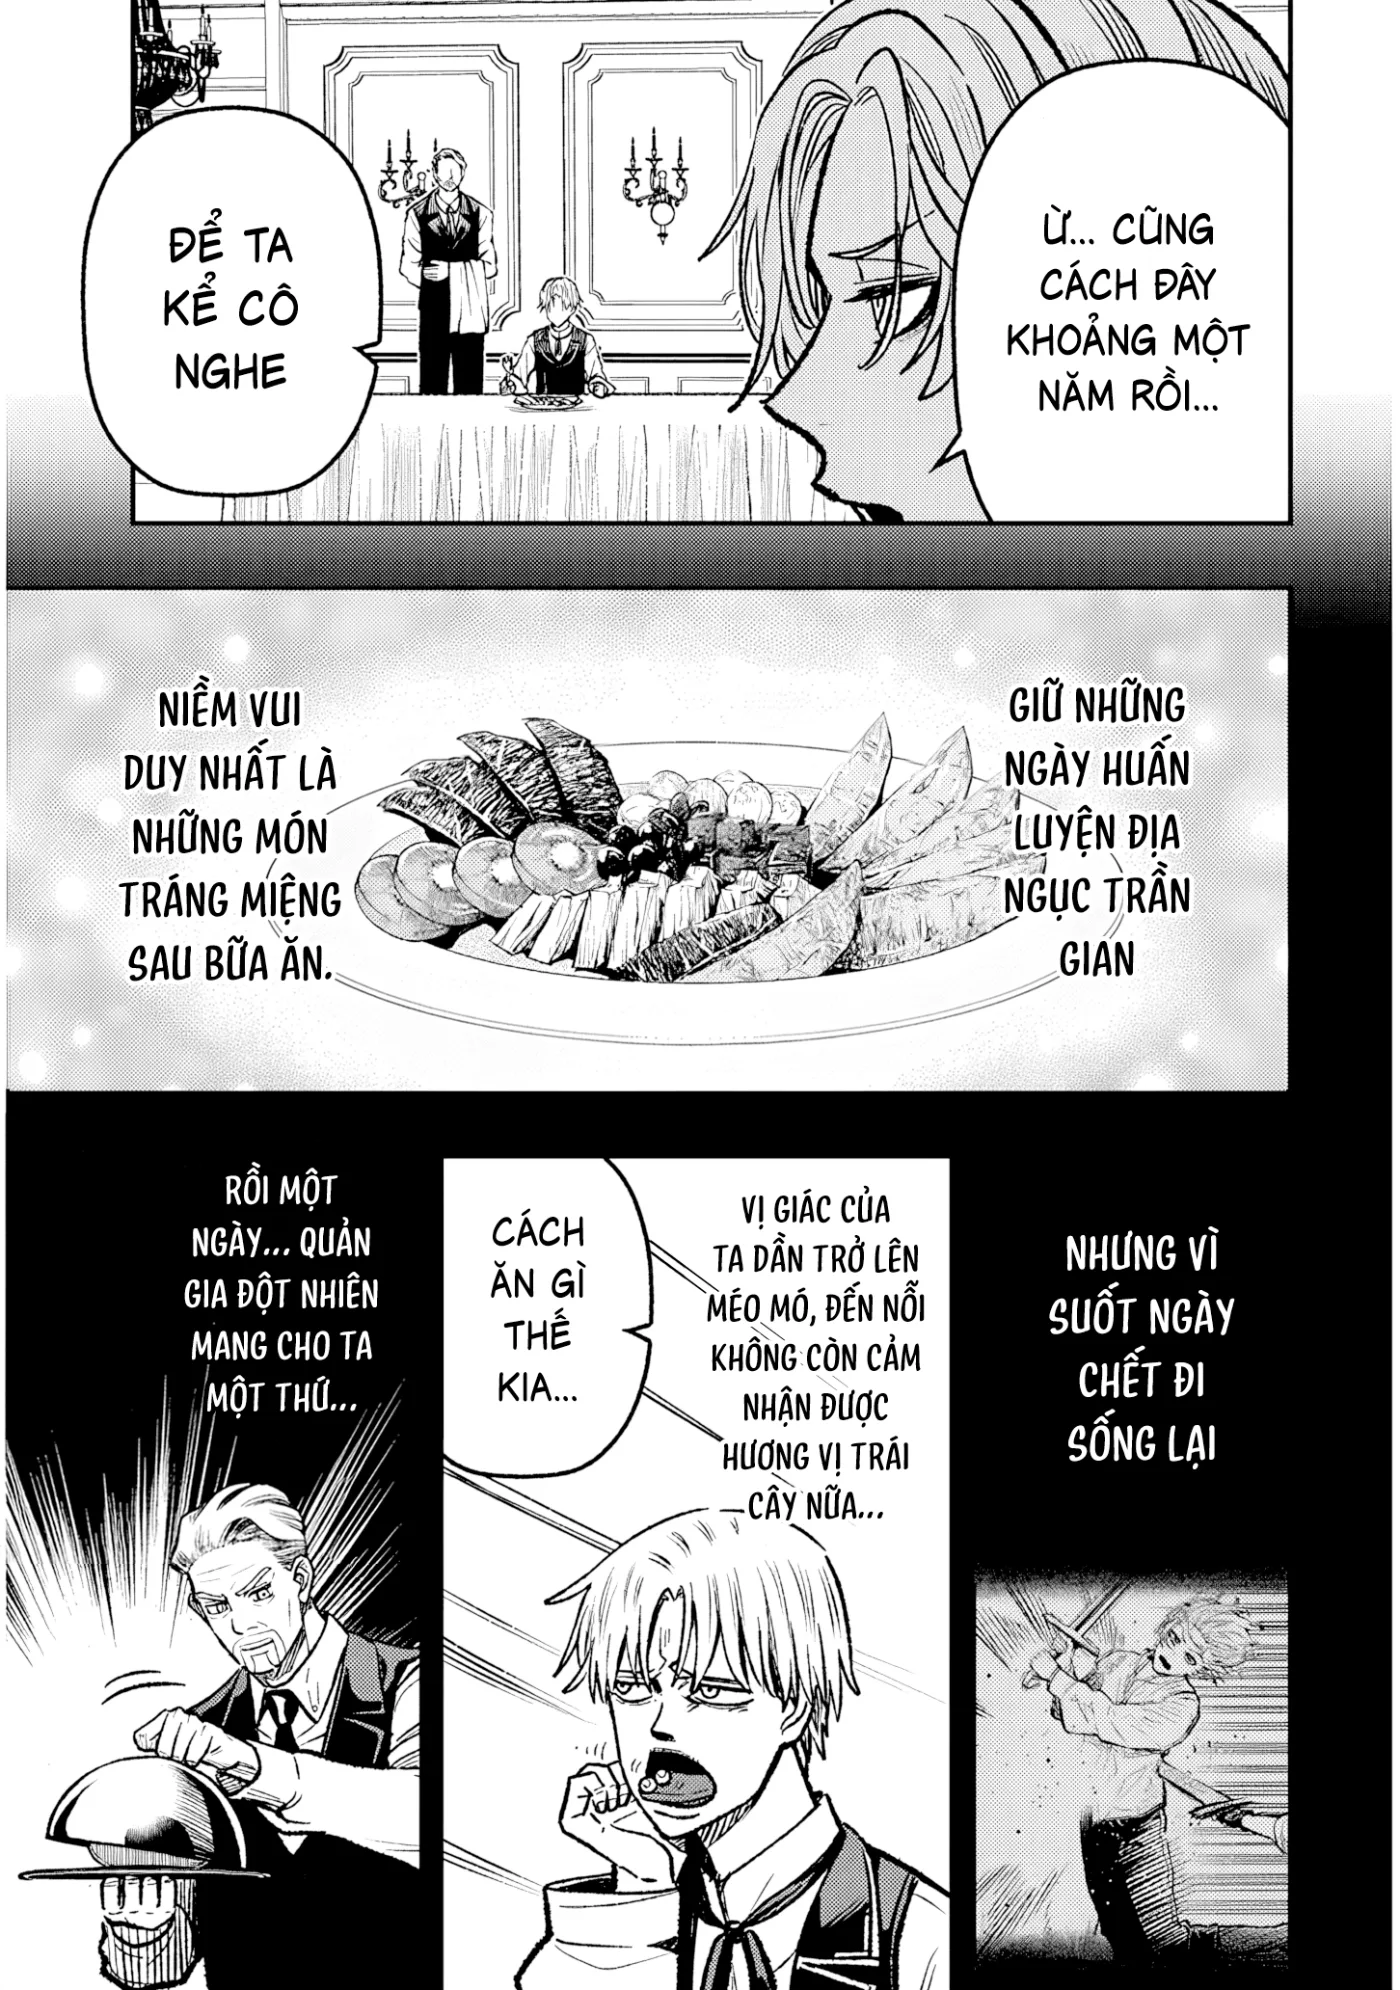 Ừ... CŨNG
CÁCH ĐÂY
KHOẢNG MỘT
NĂM RỒI...
ĐỂ TA
KỂ CÔ
NGHE
GIỮ NHỮNG
NGÀY HUẤN
LUYỆN ĐỊA
NGỤC TRẦN
GIAN
NIỀM VUI
DUY NHẤT LÀ
NHỮNG MÓN
TRÁNG MIỆNG
SAU BỮA ĂN.
NHƯNG VÌ
SUỐT NGÀY
CHẾT ĐI
SỐNG LẠI
VỊ GIÁC CỦA
TA DẦN TRỞ LÊN
MÉO MÓ, ĐẾN NỖI
KHÔNG CÒN CẢM
NHẬN ĐƯỢC
HƯƠNG VỊ TRÁI
CÂY NỮA...
CÁCH
ĂN GÌ
THẾ
KIA...
RỒI MỘT
NGÀY... QUẢN
GIA ĐỘT NHIÊN
MANG CHO TA
MỘT THỨ...